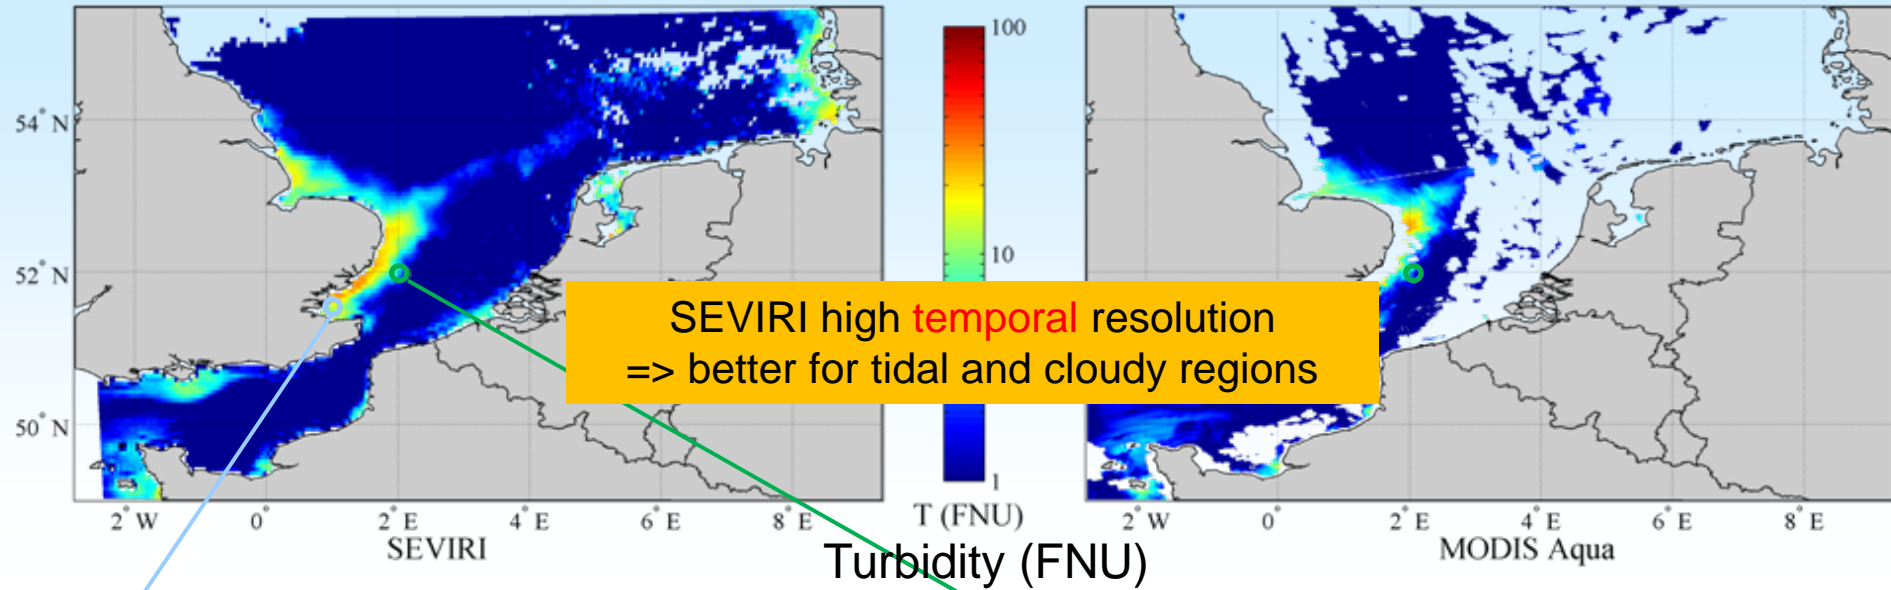 100
54° N
10
52° N
SEVIRI high temporal resolution
=> better for tidal and cloudy regions
50° N
1
2° W 0° 2° E 4° E 6° E 8° E
T (FNU)
2° W 0° 2° E 4° E 6° E 8° E
SEVIRI
Turbidity (FNU)
MODIS Aqua